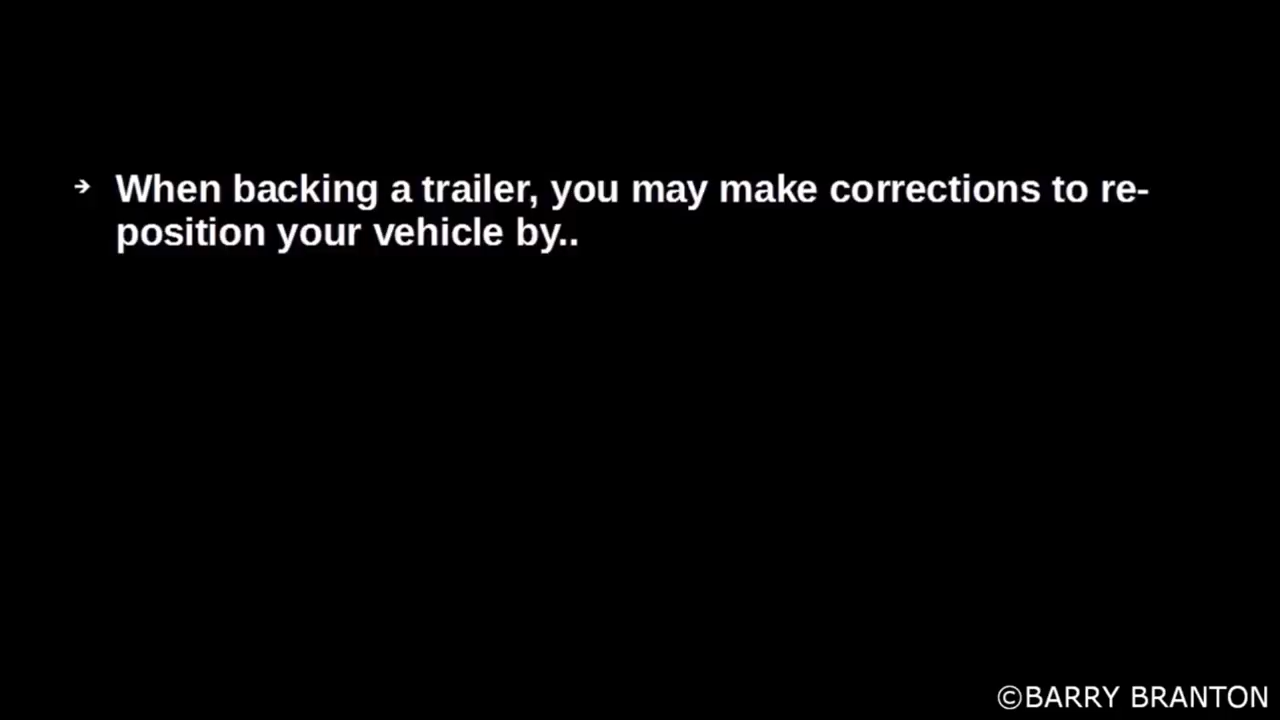 → When backing a trailer, you may make corrections to re-
position your vehicle by..
©BARRY BRANTON